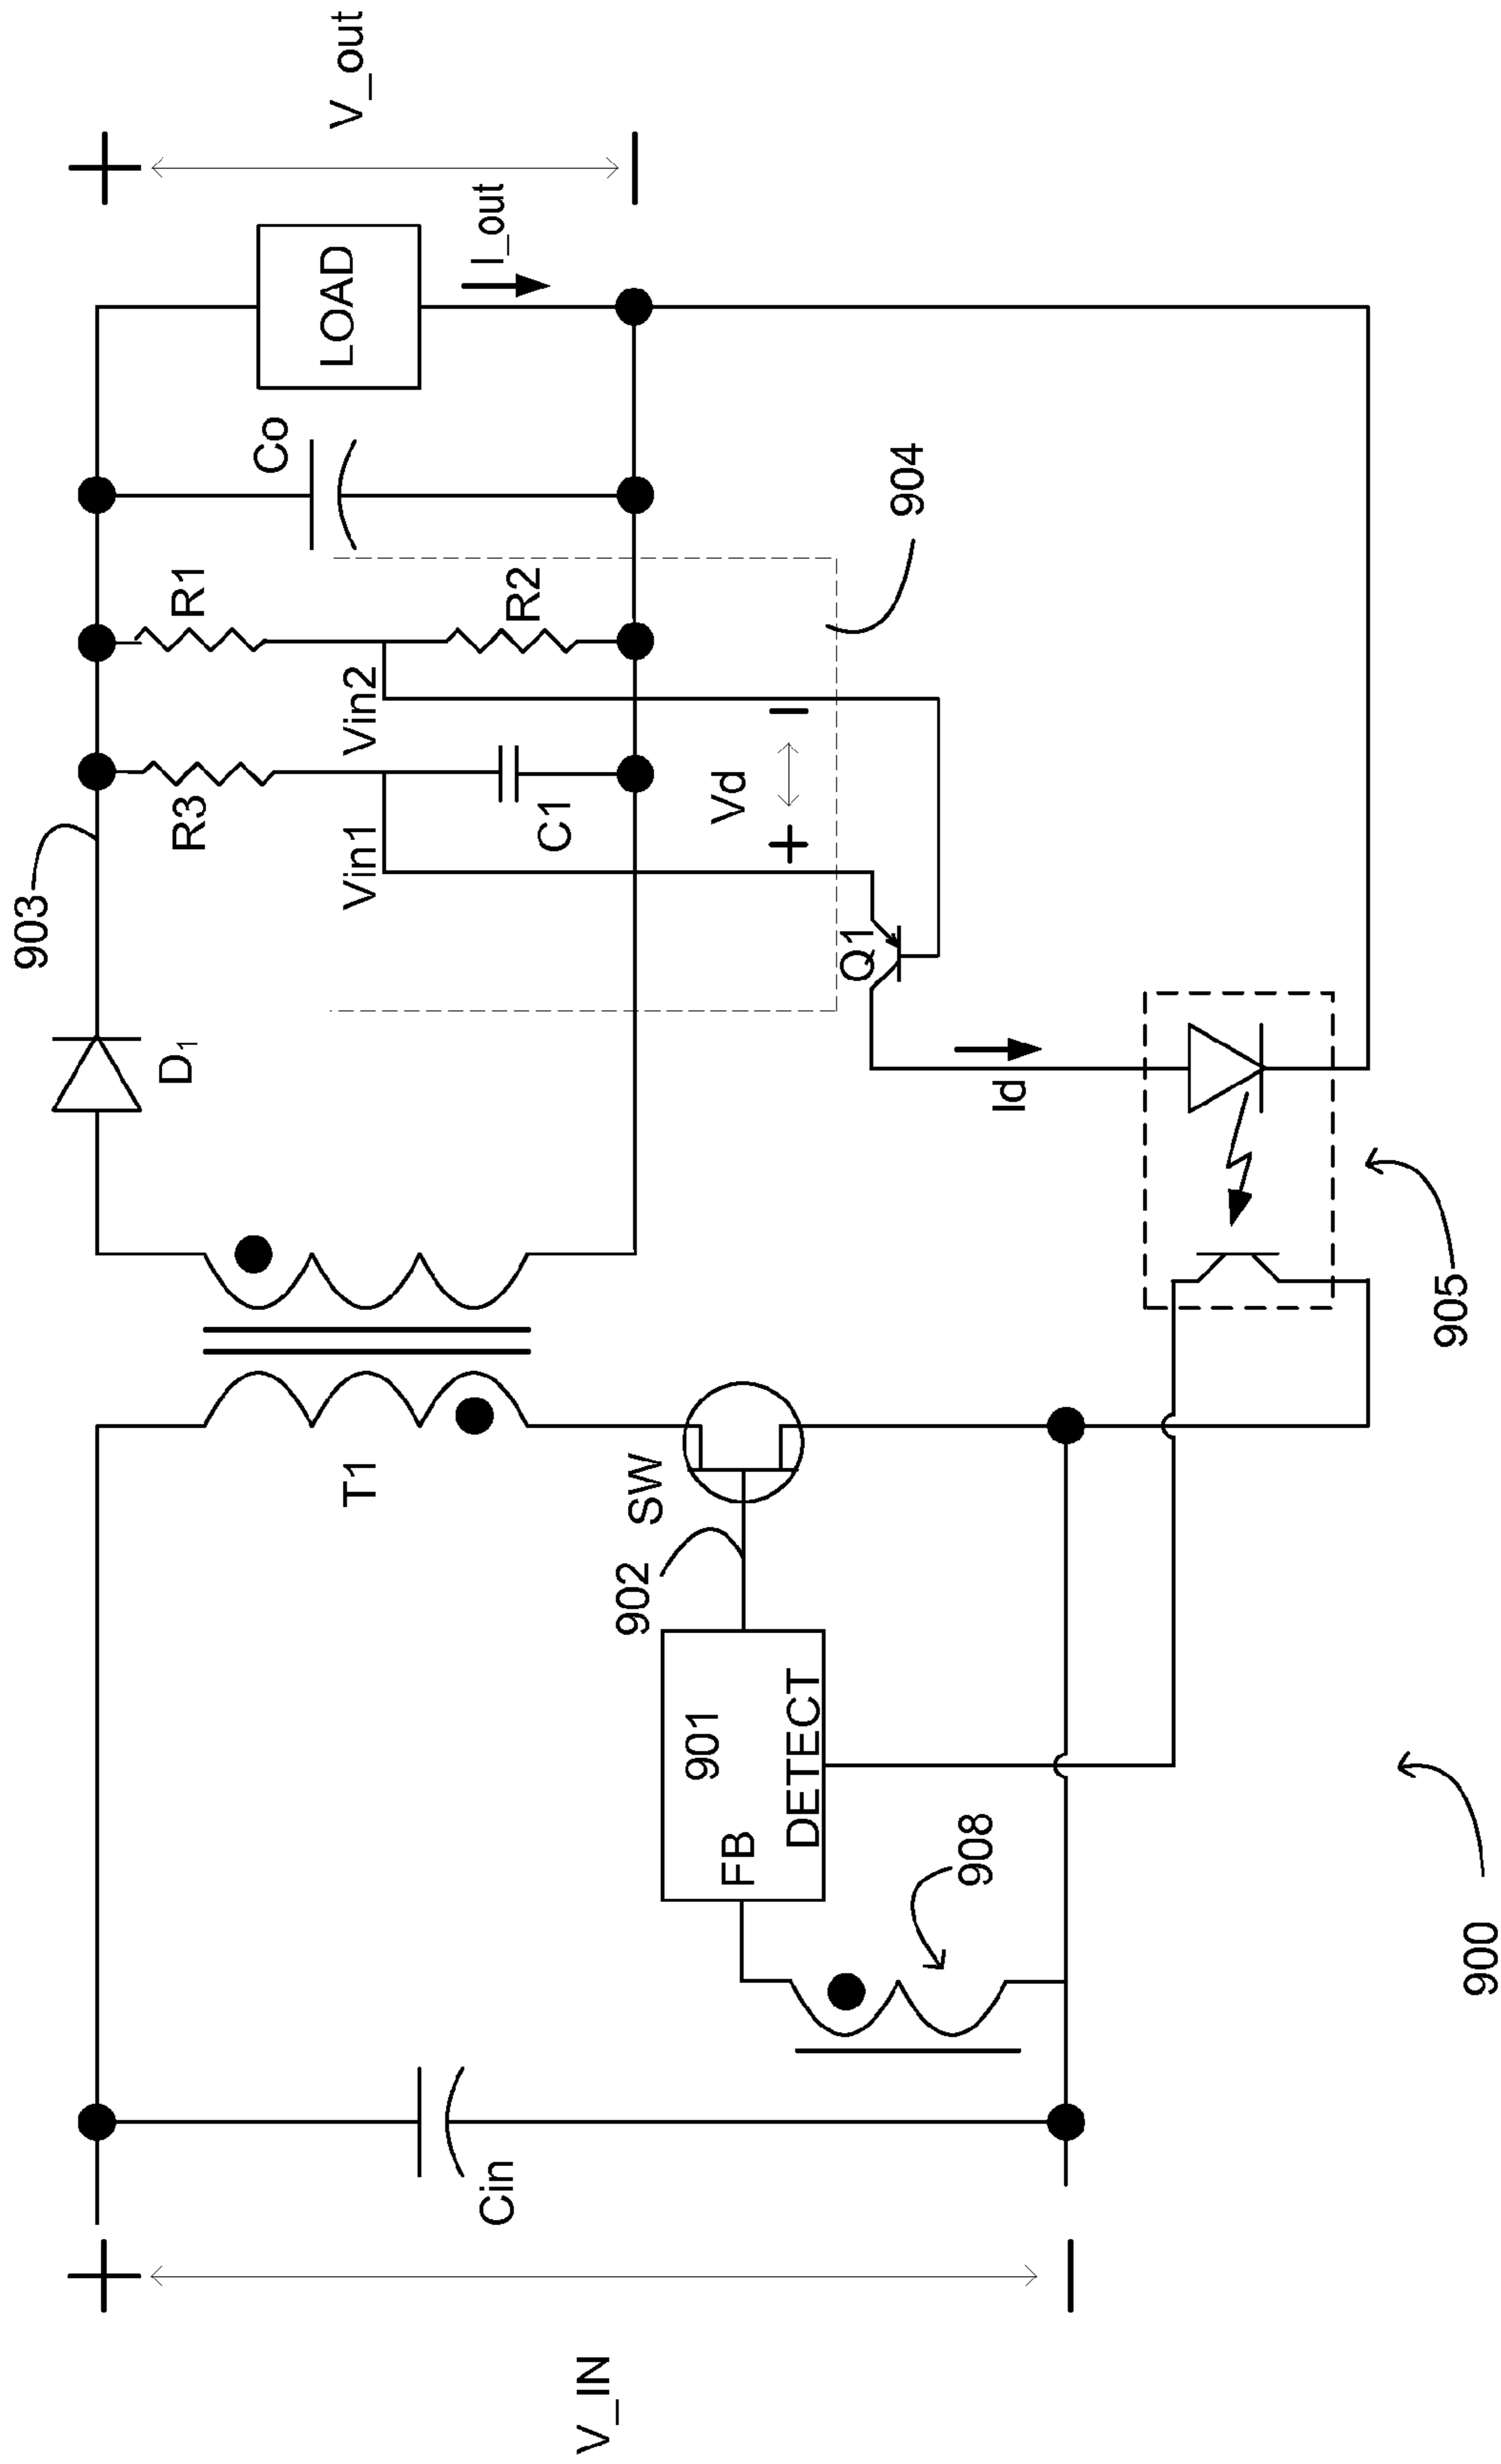 V_IN
Cin
T1
SW
902
901
FB
DETECT
908
900
D1
903
R3
R1
Vin1
Vin2
C1
R2
Co
LOAD
I_out
V_out
+
−
+
−
+ Vd −
904
Q1
Id
905